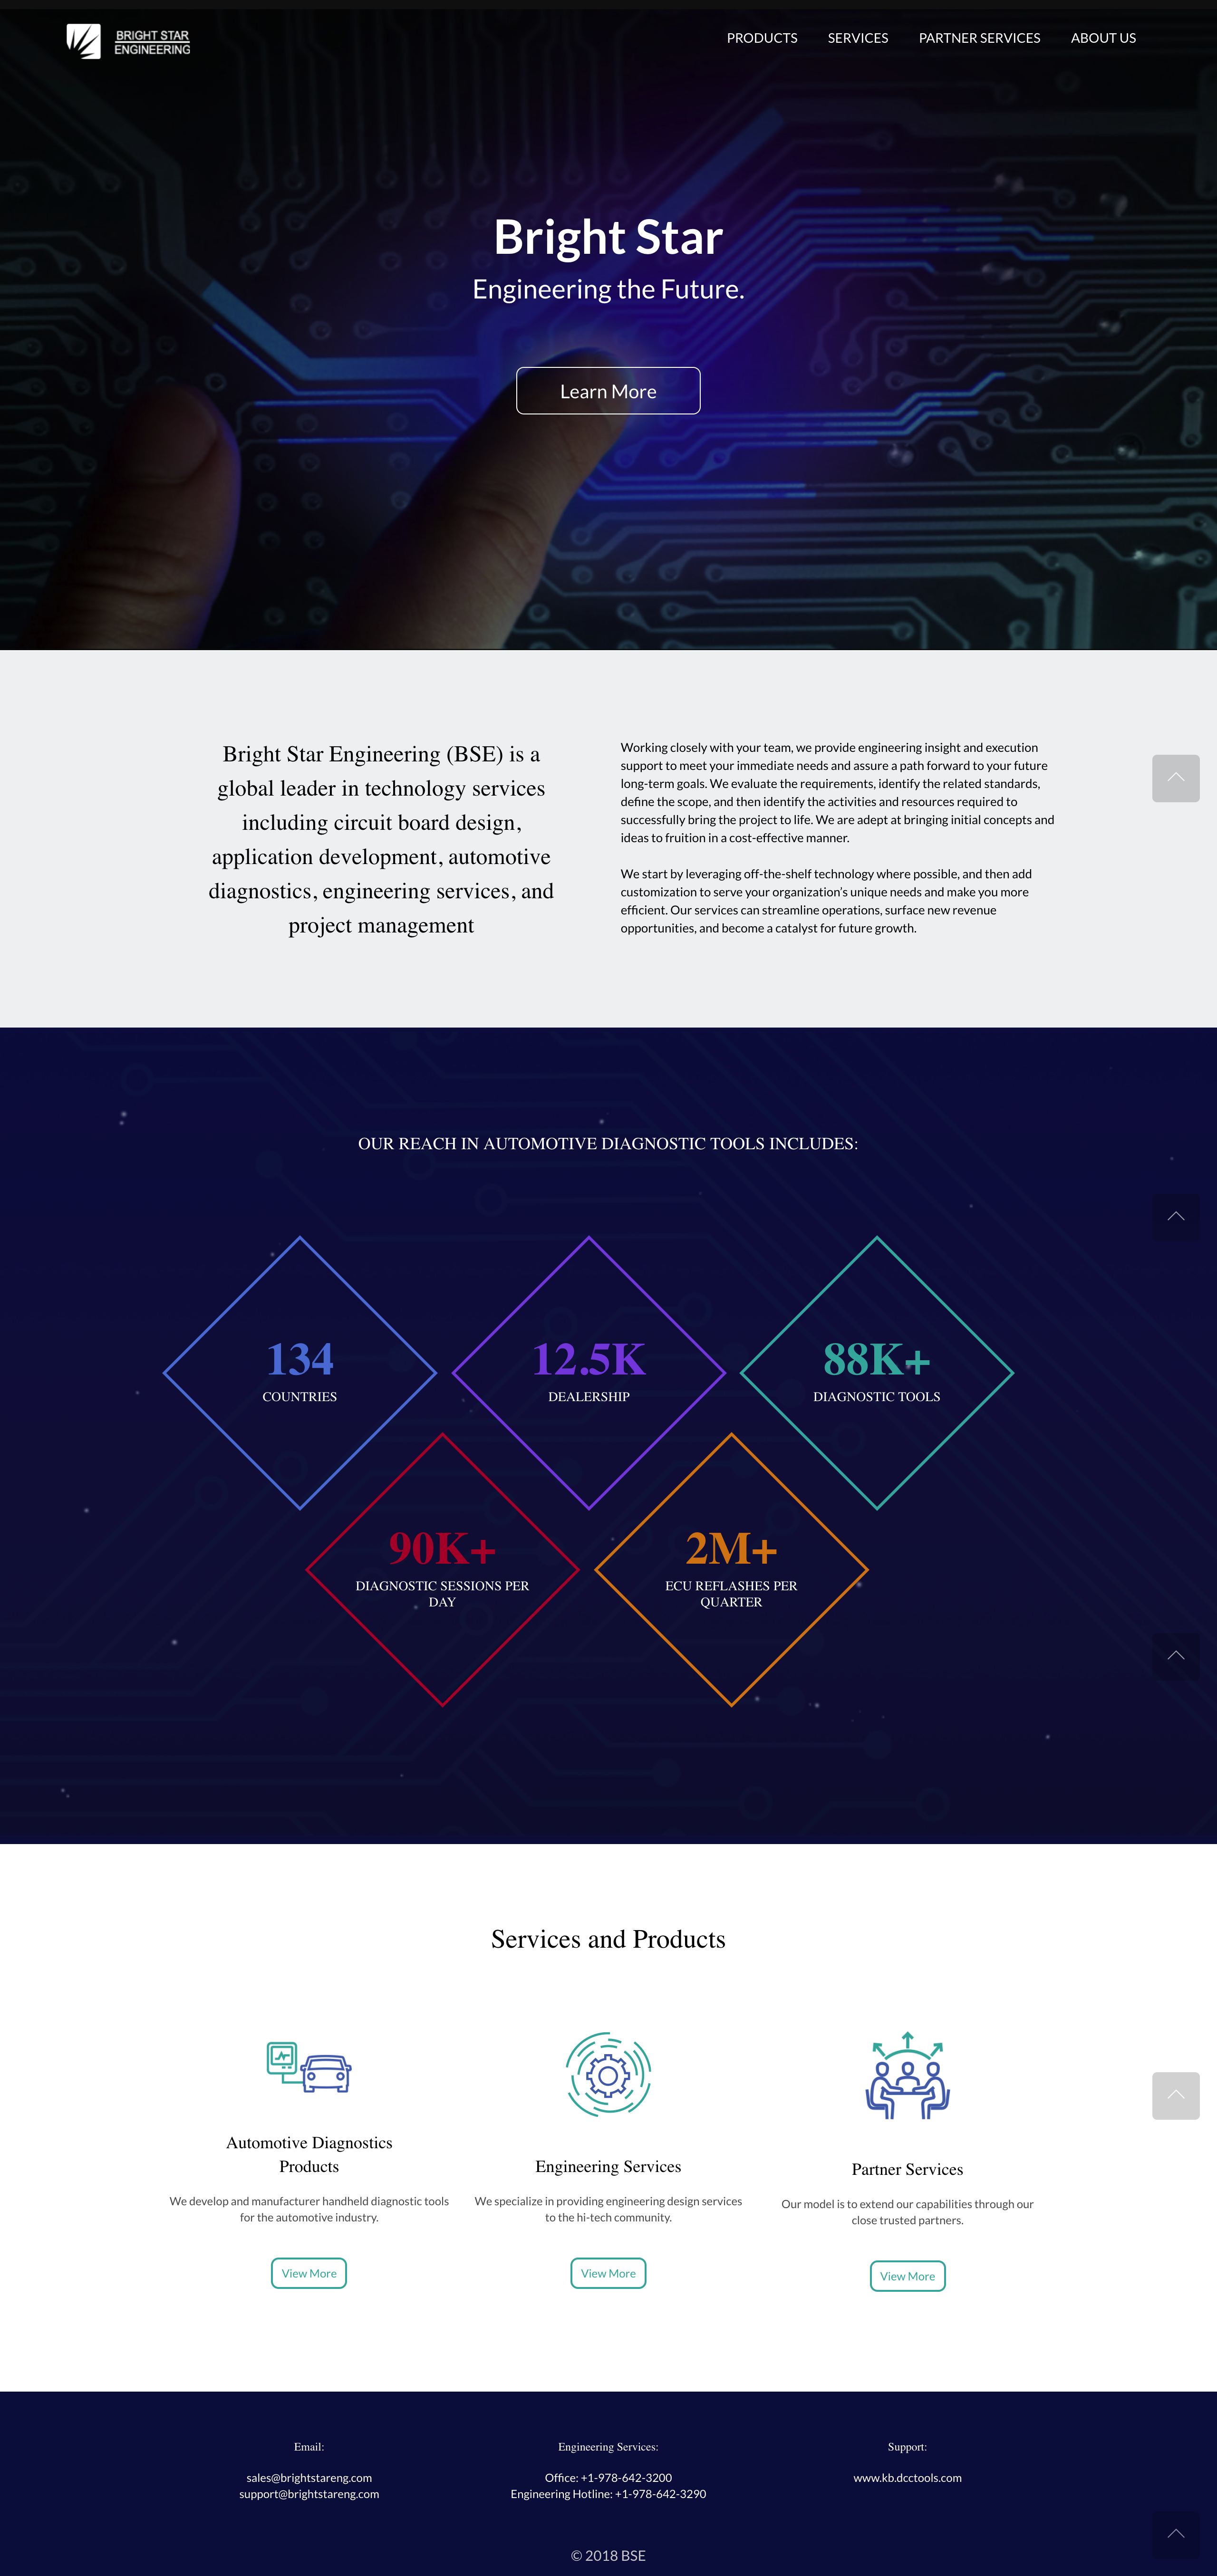 BRIGHT STAR
ENGINEERING
PRODUCTS SERVICES PARTNER SERVICES ABOUT US
Bright Star
Engineering the Future.
Learn More
Bright Star Engineering (BSE) is a
global leader in technology services
including circuit board design,
application development, automotive
diagnostics, engineering services, and
project management
Working closely with your team, we provide engineering insight and execution
support to meet your immediate needs and assure a path forward to your future
long-term goals. We evaluate the requirements, identify the related standards,
define the scope, and then identify the activities and resources required to
successfully bring the project to life. We are adept at bringing initial concepts and
ideas to fruition in a cost-effective manner.
We start by leveraging off-the-shelf technology where possible, and then add
customization to serve your organization's unique needs and make you more
efficient. Our services can streamline operations, surface new revenue
opportunities, and become a catalyst for future growth.
OUR REACH IN AUTOMOTIVE DIAGNOSTIC TOOLS INCLUDES:
134
COUNTRIES
12.5K
DEALERSHIP
88K+
DIAGNOSTIC TOOLS
90K+
DIAGNOSTIC SESSIONS PER
DAY
2M+
ECU REFLASHES PER
QUARTER
Services and Products
Automotive Diagnostics
Products
We develop and manufacturer handheld diagnostic tools
for the automotive industry.
View More
Engineering Services
We specialize in providing engineering design services
to the hi-tech community.
View More
Partner Services
Our model is to extend our capabilities through our
close trusted partners.
View More
Email:
sales@brightstareng.com
support@brightstareng.com
Engineering Services:
Office: +1-978-642-3200
Engineering Hotline: +1-978-642-3290
Support:
www.kb.dcctools.com
© 2018 BSE